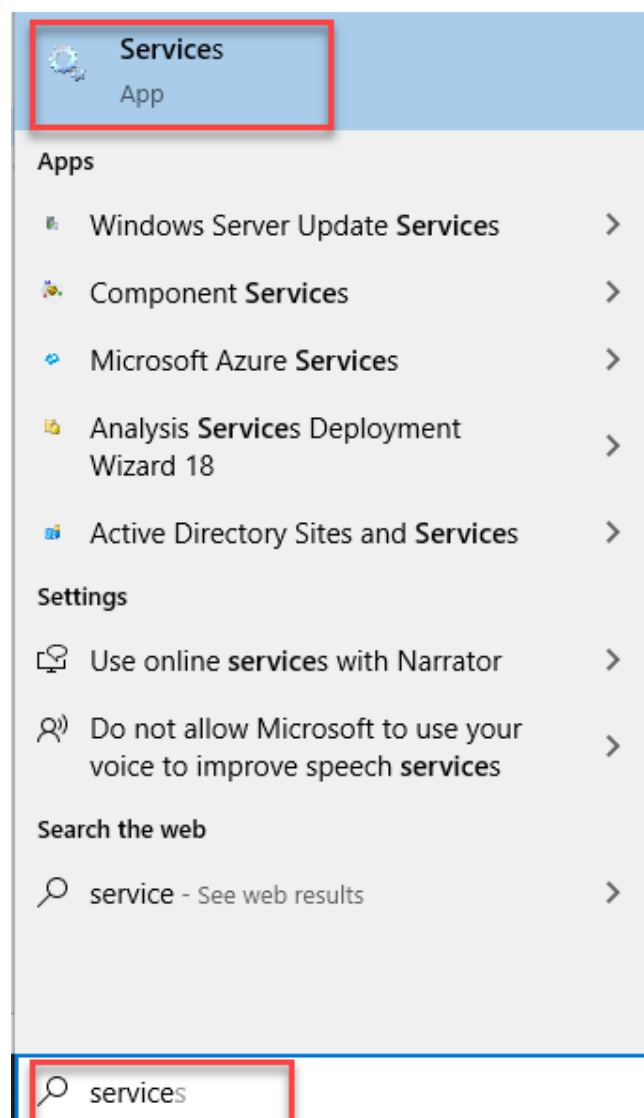 Services
App
Apps
Windows Server Update Services
Component Services
Microsoft Azure Services
Analysis Services Deployment
Wizard 18
Active Directory Sites and Services
Settings
Use online services with Narrator
Do not allow Microsoft to use your
voice to improve speech services
Search the web
service - See web results
services